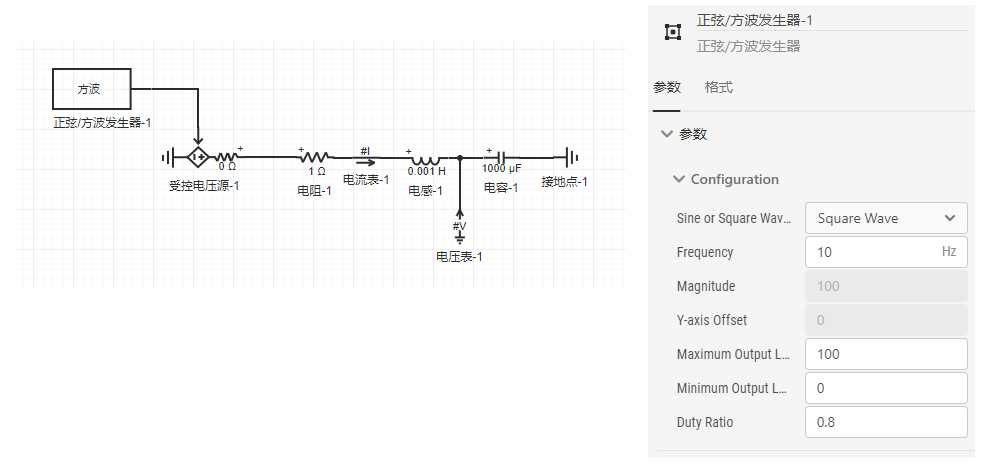 方波
正弦/方波发生器-1
0 Ω
+
受控电压源-1
+
1 Ω
电阻-1
#I
电流表-1
+
0.001 H
电感-1
#V
电压表-1
+
1000 μF
电容-1
接地点-1
正弦/方波发生器-1
正弦/方波发生器
参数 格式
参数
Configuration
Sine or Square Wav... Square Wave
Frequency 10 Hz
Magnitude 100
Y-axis Offset 0
Maximum Output L... 100
Minimum Output L... 0
Duty Ratio 0.8